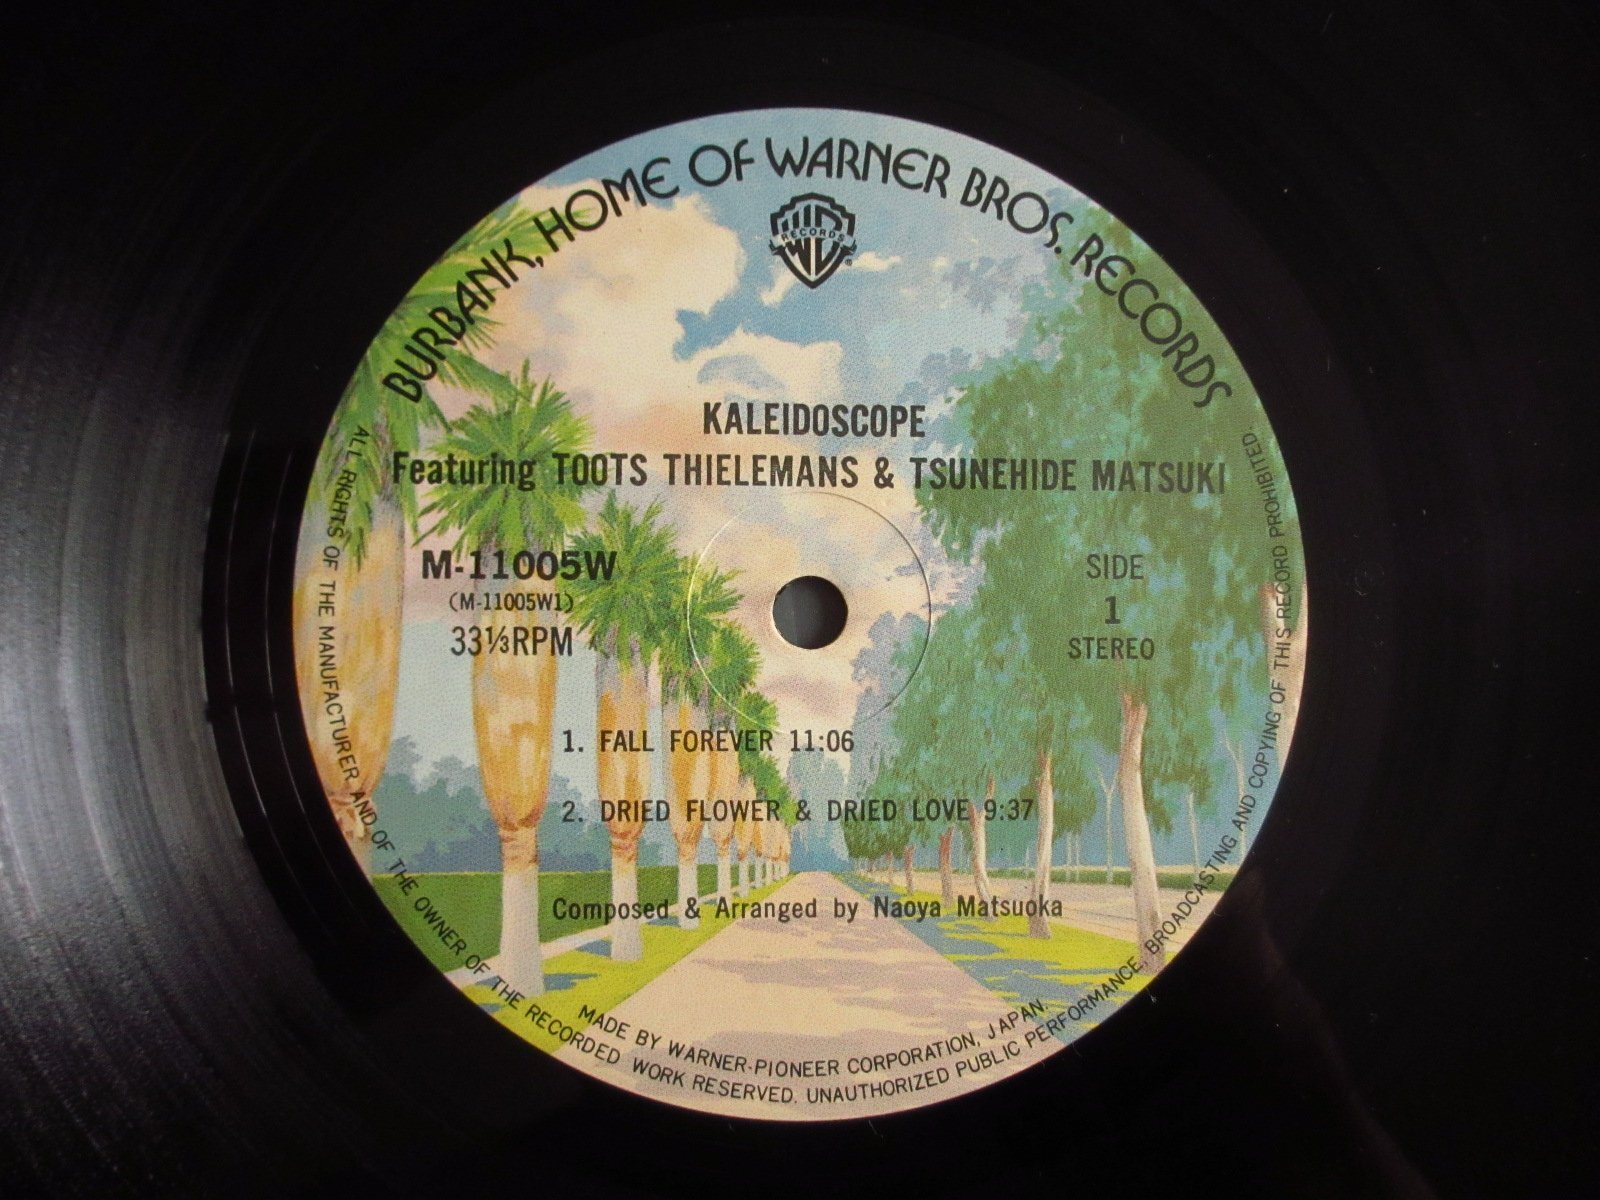 BURBANK, HOME OF WARNER BROS. RECORDS
RECORDS
KALEIDOSCOPE
Featuring TOOTS THIELEMANS & TSUNEHIDE MATSUKI
M-11005W
(M-11005W1)
33⅓RPM
SIDE
1
STEREO
1. FALL FOREVER 11:06
2. DRIED FLOWER & DRIED LOVE 9:37
Composed & Arranged by Naoya Matsuoka
MADE BY WARNER-PIONEER CORPORATION, JAPAN.
ALL RIGHTS OF THE MANUFACTURER AND OF THE OWNER OF THE RECORDED WORK RESERVED. UNAUTHORIZED PUBLIC PERFORMANCE, BROADCASTING AND COPYING OF THIS RECORD PROHIBITED.